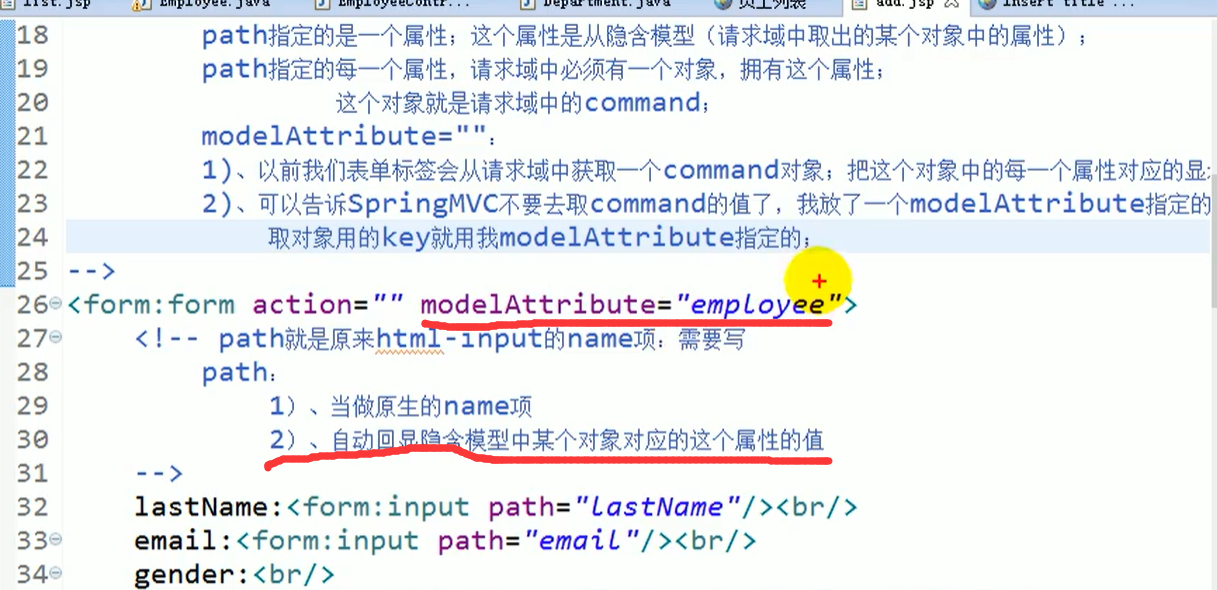 list.jsp Employee.java EmployeeContr... Department.java 员工列表 add.jsp Insert title ...
18 path指定的是一个属性；这个属性是从隐含模型（请求域中取出的某个对象中的属性）；
19 path指定的每一个属性，请求域中必须有一个对象，拥有这个属性；
20 这个对象就是请求域中的command；
21 modelAttribute=""：
22 1)、以前我们表单标签会从请求域中获取一个command对象；把这个对象中的每一个属性对应的显
23 2)、可以告诉SpringMVC不要去取command的值了，我放了一个modelAttribute指定的
24 取对象用的key就用我modelAttribute指定的；
25 -->
26 <form:form action="" modelAttribute="employee">
27 <!-- path就是原来html-input的name项：需要写
28 path：
29 1）、当做原生的name项
30 2）、自动回显隐含模型中某个对象对应的这个属性的值
31 -->
32 lastName:<form:input path="lastName"/><br/>
33 email:<form:input path="email"/><br/>
34 gender:<br/>